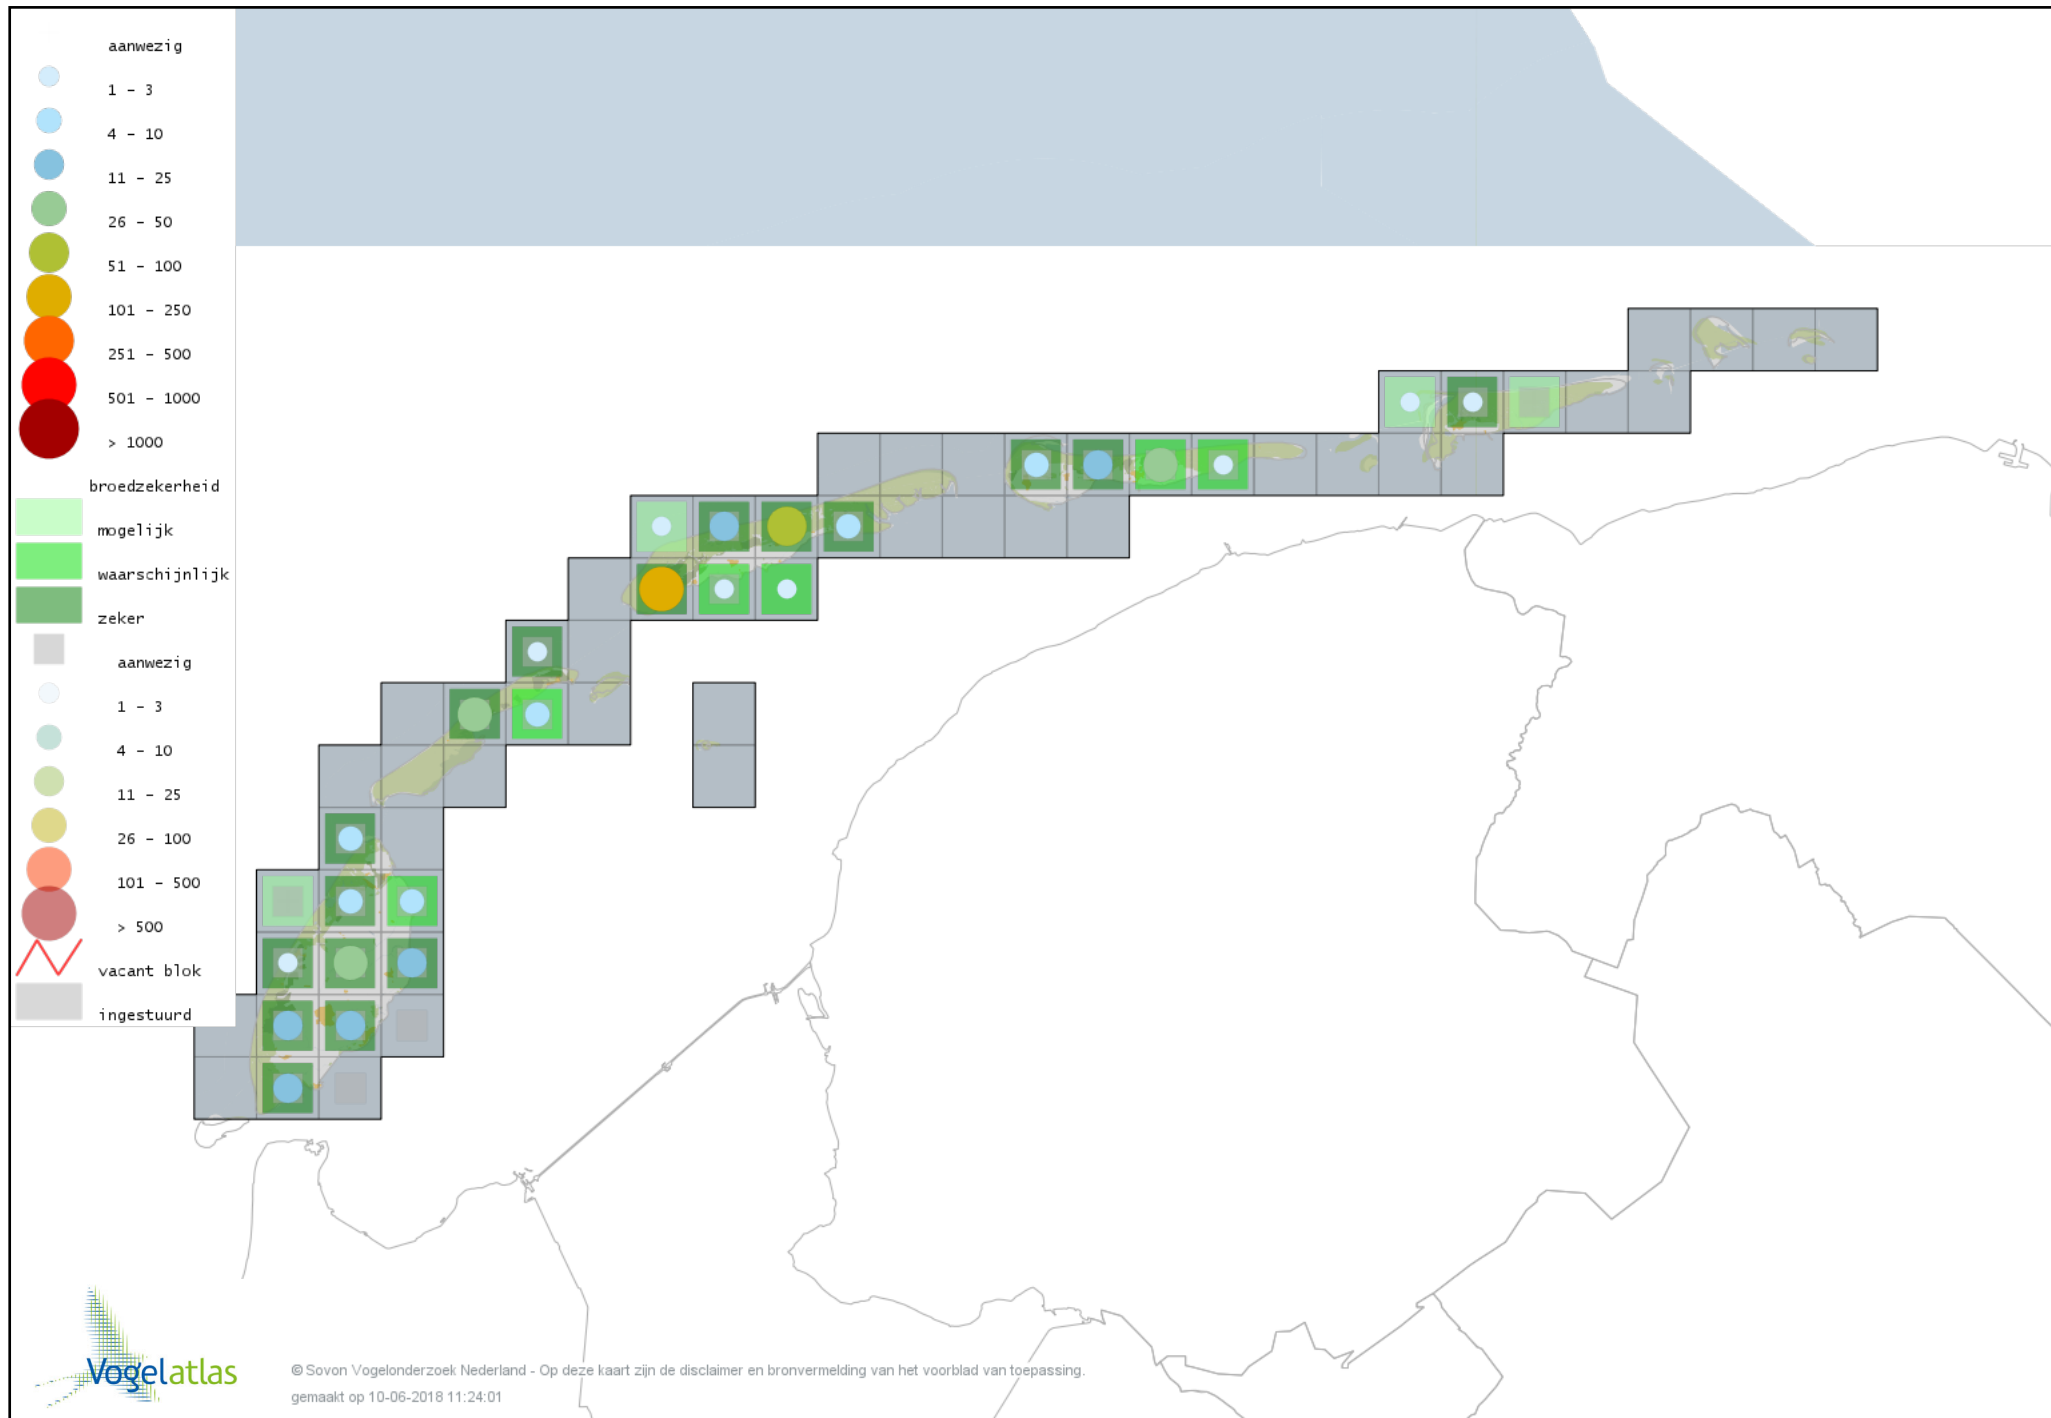 aanwezig
1 - 3
4 - 10
11 - 25
26 - 50
51 - 100
101 - 250
251 - 500
501 - 1000
> 1000
broedzekerheid
mogelijk
waarschijnlijk
zeker
aanwezig
1 - 3
4 - 10
11 - 25
26 - 100
101 - 500
> 500
vacant blok
ingestuurd
Vogelatlas
© Sovon Vogelonderzoek Nederland - Op deze kaart zijn de disclaimer en bronvermelding van het voorblad van toepassing.
gemaakt op 10-06-2018 11:24:01